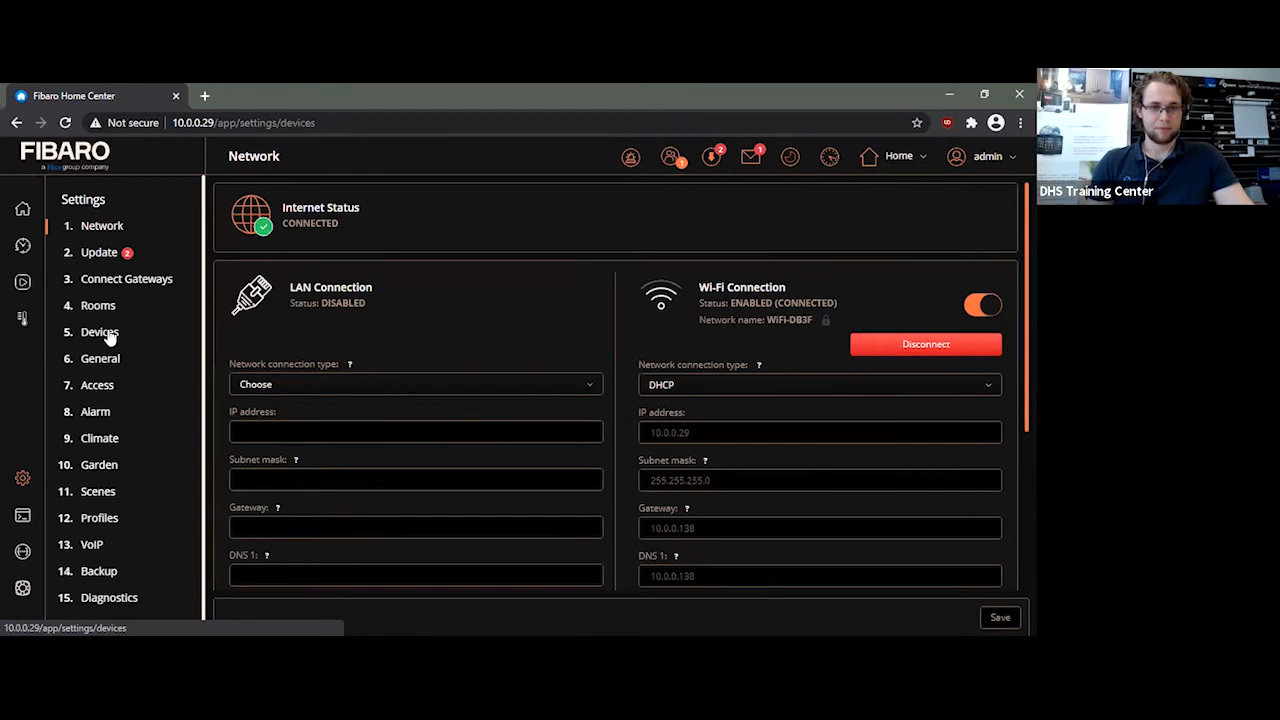 Fibaro Home Center
Not secure 10.0.0.29/app/settings/devices
FIBARO
a Nice group company
Network
1
2
1
Home
admin
Settings
1. Network
2. Update 2
3. Connect Gateways
4. Rooms
5. Devices
6. General
7. Access
8. Alarm
9. Climate
10. Garden
11. Scenes
12. Profiles
13. VoIP
14. Backup
15. Diagnostics
10.0.0.29/app/settings/devices
Internet Status
CONNECTED
LAN Connection
Status: DISABLED
Network connection type: ?
Choose
IP address:
Subnet mask: ?
Gateway: ?
DNS 1: ?
Wi-Fi Connection
Status: ENABLED (CONNECTED)
Network name: WiFi-DB3F
Disconnect
Network connection type: ?
DHCP
IP address:
10.0.0.29
Subnet mask: ?
255.255.255.0
Gateway: ?
10.0.0.138
DNS 1: ?
10.0.0.138
Save
DHS Training Center